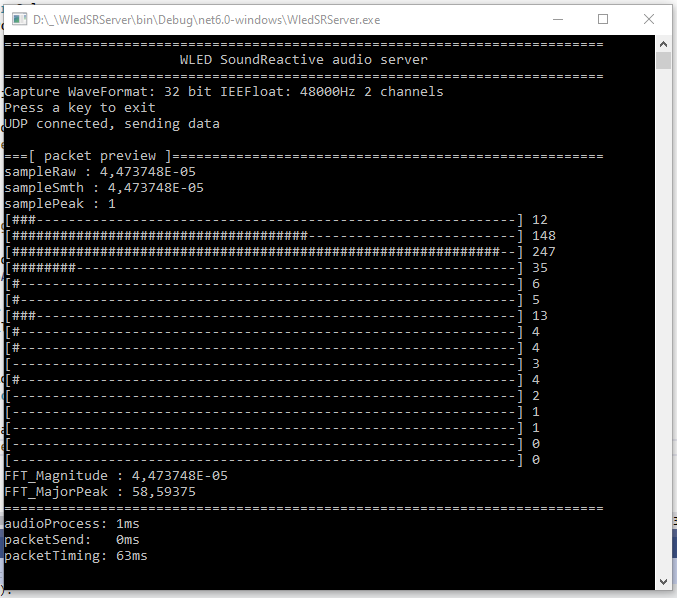 D:\_\WledSRServer\bin\Debug\net6.0-windows\WledSRServer.exe
===========================================================================
WLED SoundReactive audio server
===========================================================================
Capture WaveFormat: 32 bit IEEFloat: 48000Hz 2 channels
Press a key to exit
UDP connected, sending data
===[ packet preview ]======================================================
sampleRaw : 4,473748E-05
sampleSmth : 4,473748E-05
samplePeak : 1
[###------------------------------------------------------------] 12
[#####################################--------------------------] 148
[#############################################################--] 247
[########-------------------------------------------------------] 35
[#--------------------------------------------------------------] 6
[#--------------------------------------------------------------] 5
[###------------------------------------------------------------] 13
[#--------------------------------------------------------------] 4
[#--------------------------------------------------------------] 4
[---------------------------------------------------------------] 3
[#--------------------------------------------------------------] 4
[---------------------------------------------------------------] 2
[---------------------------------------------------------------] 1
[---------------------------------------------------------------] 1
[---------------------------------------------------------------] 0
[---------------------------------------------------------------] 0
FFT_Magnitude : 4,473748E-05
FFT_MajorPeak : 58,59375
===========================================================================
audioProcess: 1ms
packetSend:   0ms
packetTiming: 63ms